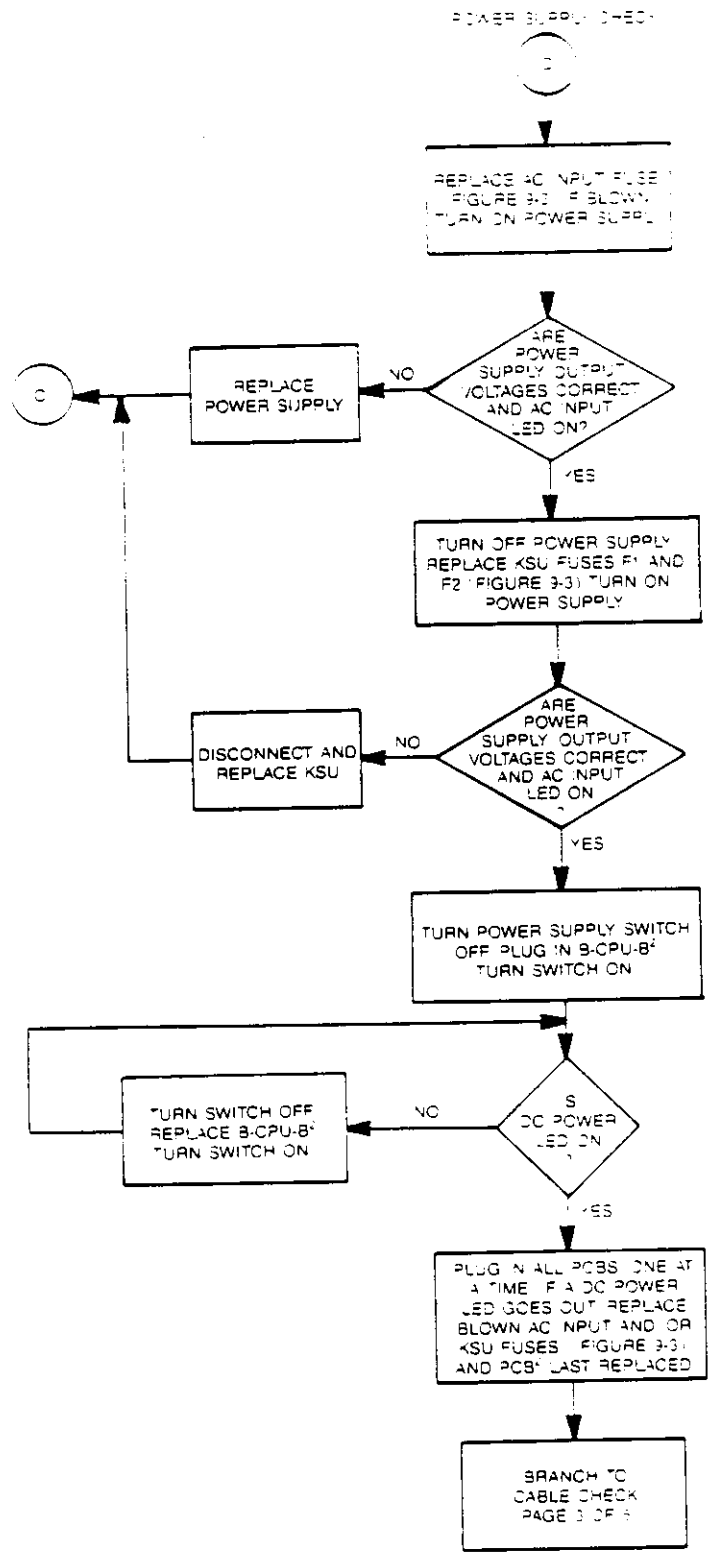 POWER SUPPLY CHECK
REPLACE AC INPUT FUSE
FIGURE IF BLOWN
TURN ON POWER SUPPLY
ARE
POWER
SUPPLY OUTPUT
VOLTAGES CORRECT
AND AC INPUT
LED ON?
NO
REPLACE
POWER SUPPLY
C
YES
TURN OFF POWER SUPPLY
REPLACE KSU FUSES F1 AND
F2 (FIGURE 9-3) TURN ON
POWER SUPPLY
ARE
POWER
SUPPLY OUTPUT
VOLTAGES CORRECT
AND AC INPUT
LED ON
?
NO
DISCONNECT AND
REPLACE KSU
YES
TURN POWER SUPPLY SWITCH
OFF PLUG IN B-CPU-B²
TURN SWITCH ON
IS
DC POWER
LED ON
?
NO
TURN SWITCH OFF
REPLACE B-CPU-B²
TURN SWITCH ON
YES
PLUG IN ALL PCBS ONE AT
A TIME IF A DC POWER
LED GOES OUT REPLACE
BLOWN AC INPUT AND OR
KSU FUSES (FIGURE 9-3)
AND PCB² LAST REPLACED
BRANCH TO
CABLE CHECK
PAGE 3 OF